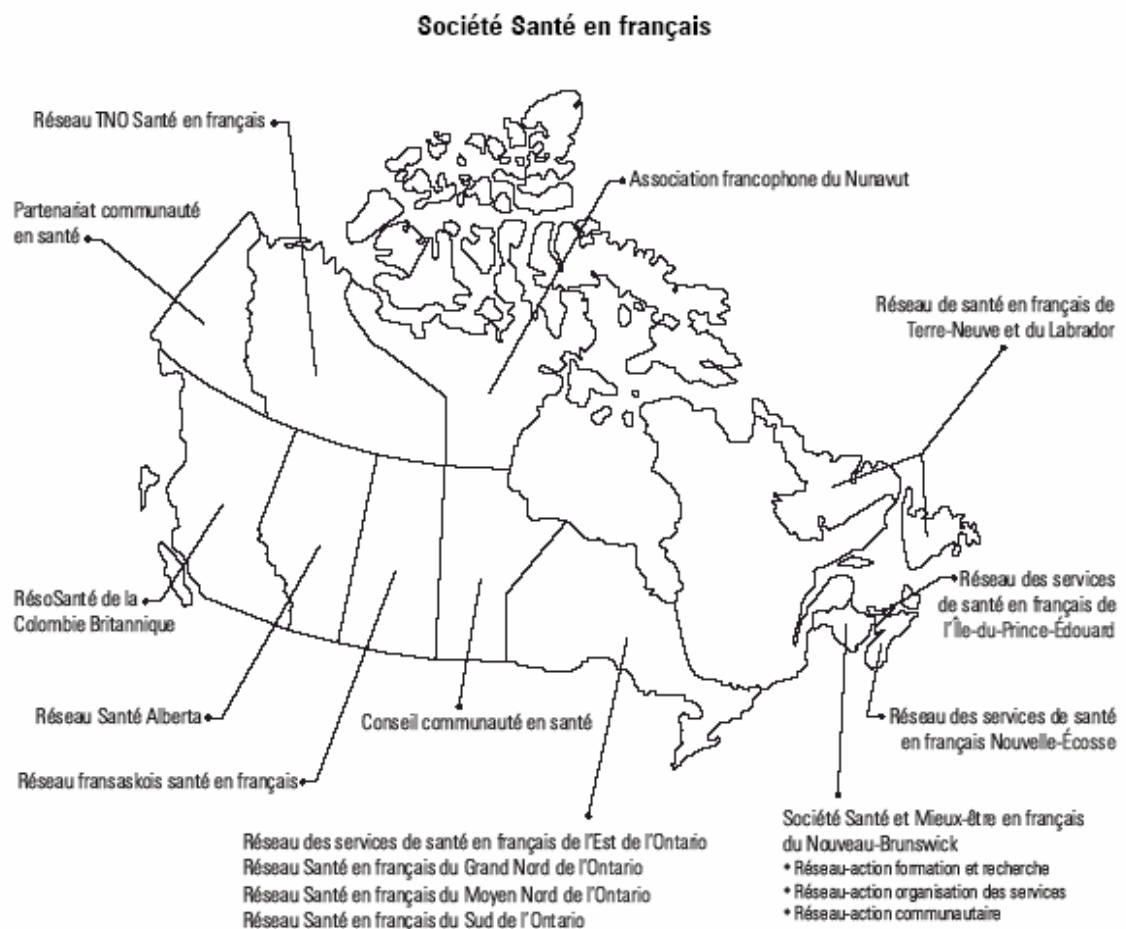 Société Santé en français
Réseau TNO Santé en français
Association francophone du Nunavut
Partenariat communauté
en santé
Réseau de santé en français de
Terre-Neuve et du Labrador
RésoSanté de la
Colombie Britannique
Réseau des services
de santé en français de
l'Île-du-Prince-Édouard
Réseau Santé Alberta
Conseil communauté en santé
Réseau des services de santé
en français Nouvelle-Écosse
Réseau fransaskois santé en français
Réseau des services de santé en français de l'Est de l'Ontario
Réseau Santé en français du Grand Nord de l'Ontario
Réseau Santé en français du Moyen Nord de l'Ontario
Réseau Santé en français du Sud de l'Ontario
Société Santé et Mieux-être en français
du Nouveau-Brunswick
• Réseau-action formation et recherche
• Réseau-action organisation des services
• Réseau-action communautaire